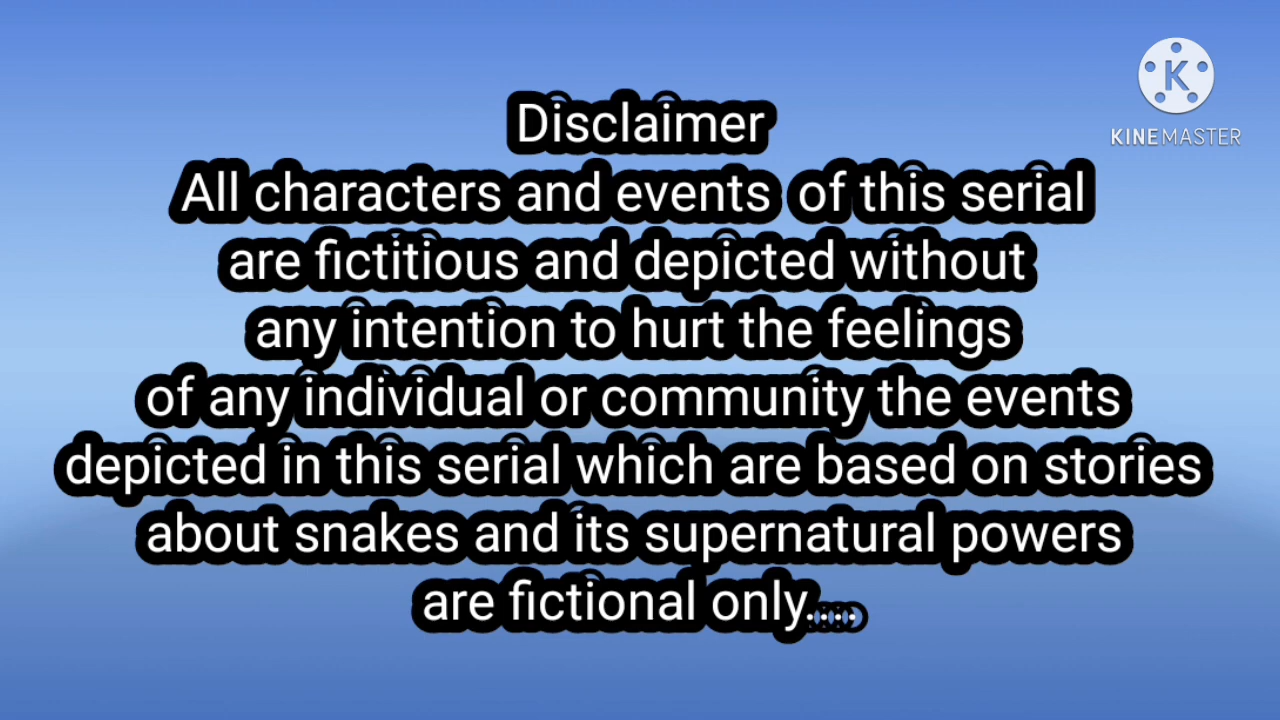 K
KINEMASTER
Disclaimer
All characters and events of this serial
are fictitious and depicted without
any intention to hurt the feelings
of any individual or community the events
depicted in this serial which are based on stories
about snakes and its supernatural powers
are fictional only....